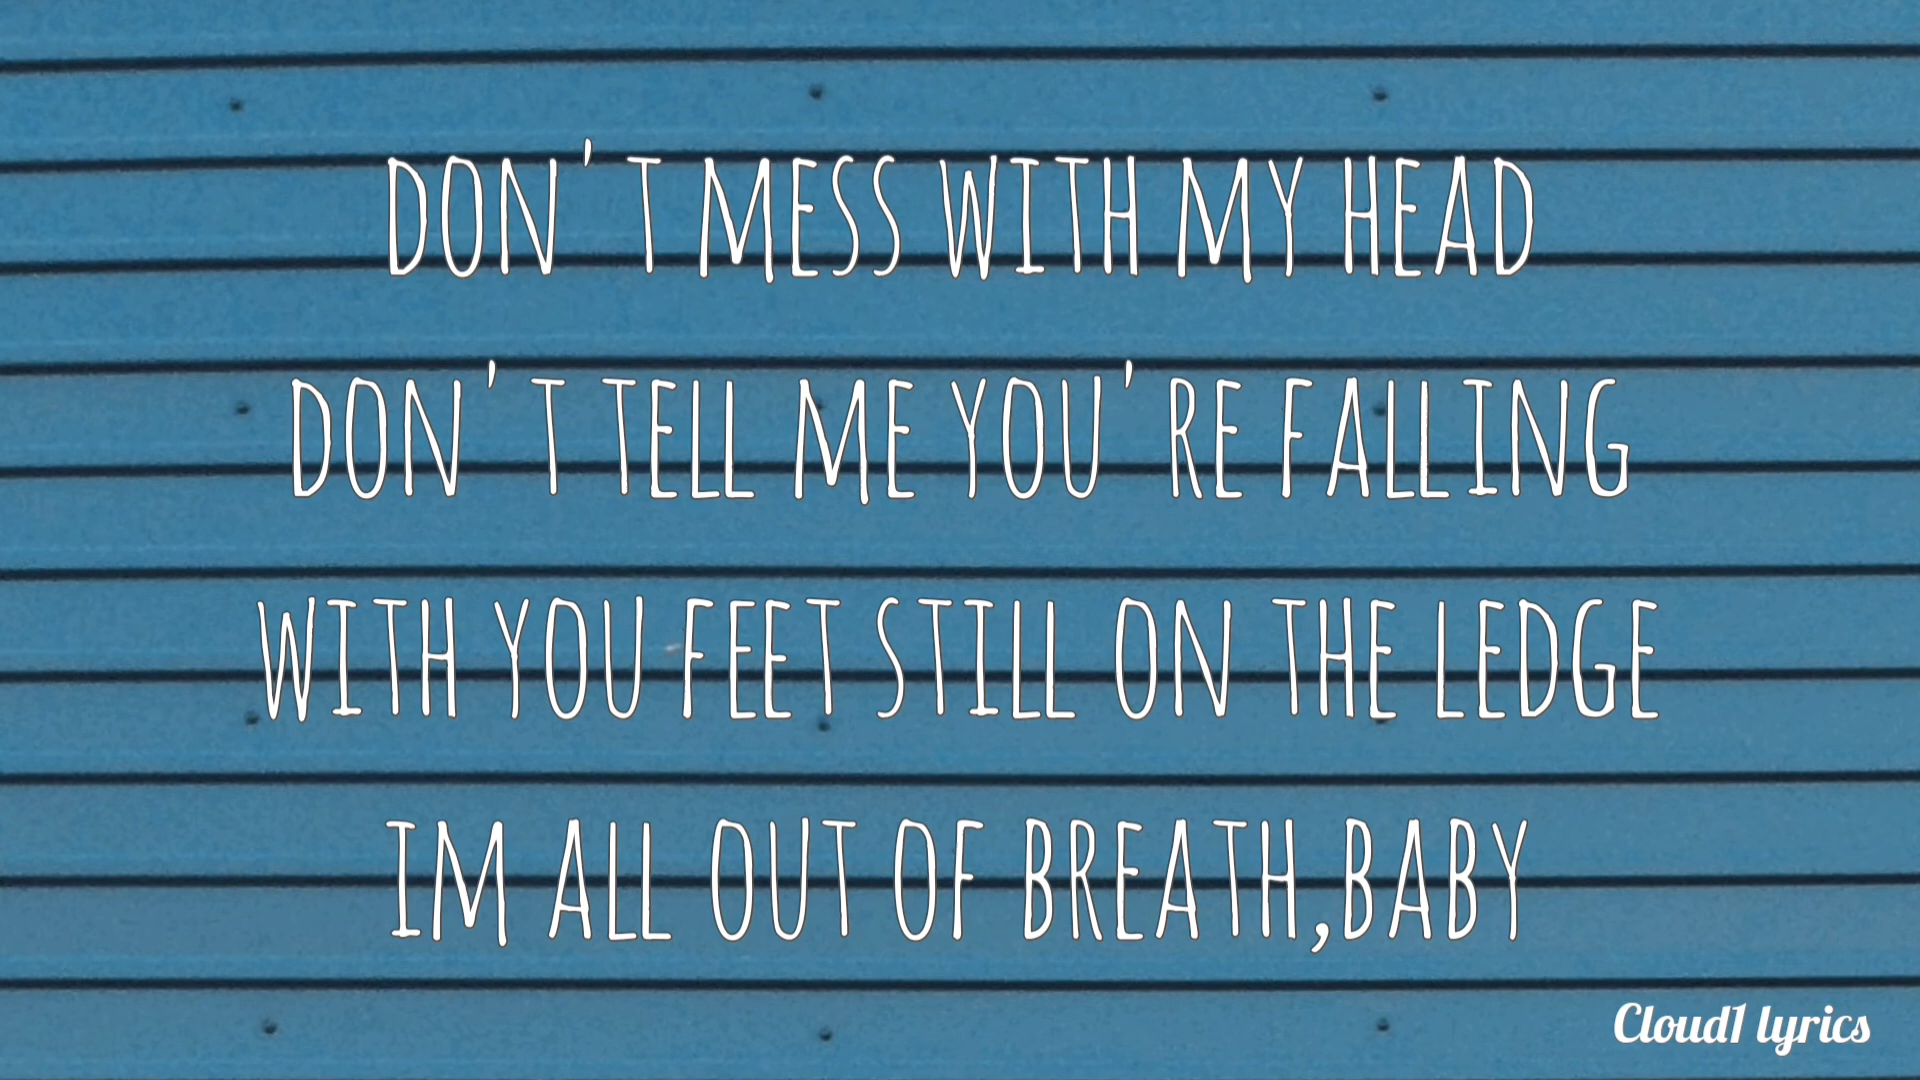 DON'T MESS WITH MY HEAD
DON'T TELL ME YOU'RE FALLING
WITH YOU FEET STILL ON THE LEDGE
IM ALL OUT OF BREATH,BABY
Cloud1 lyrics